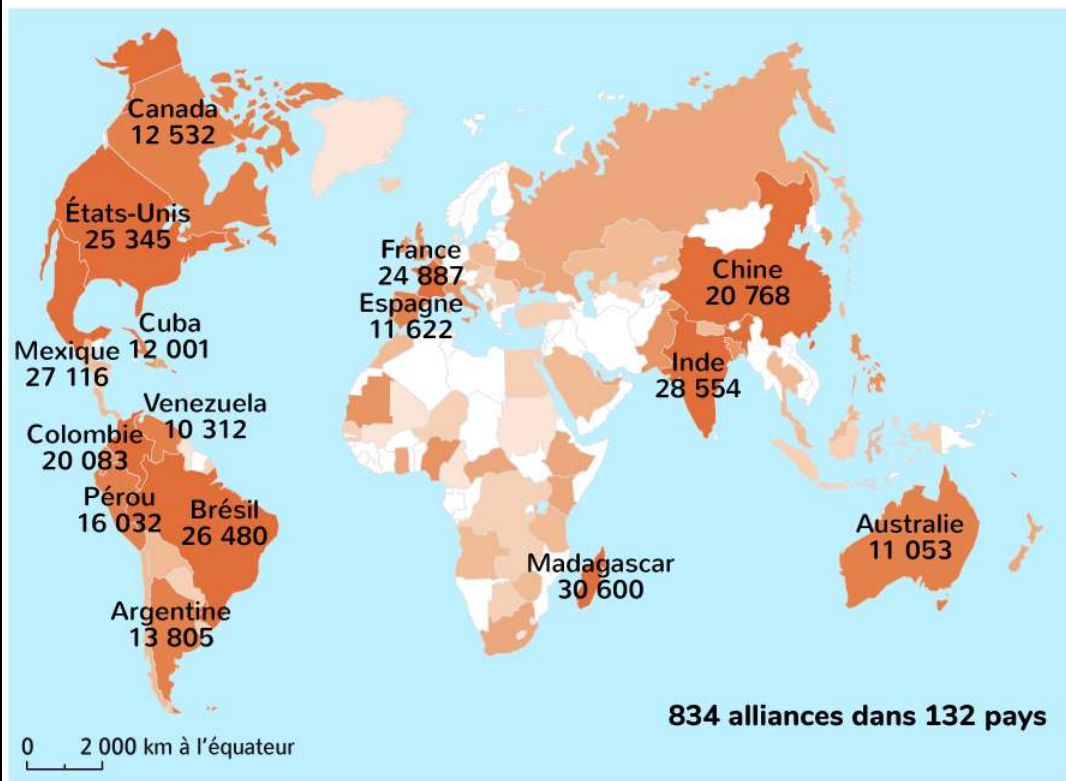 Canada
12 532
États-Unis
25 345
France
24 887
Espagne
11 622
Chine
20 768
Cuba
12 001
Mexique
27 116
Inde
28 554
Venezuela
10 312
Colombie
20 083
Pérou
16 032
Brésil
26 480
Australie
11 053
Madagascar
30 600
Argentine
13 805
834 alliances dans 132 pays
0 2 000 km à l'équateur